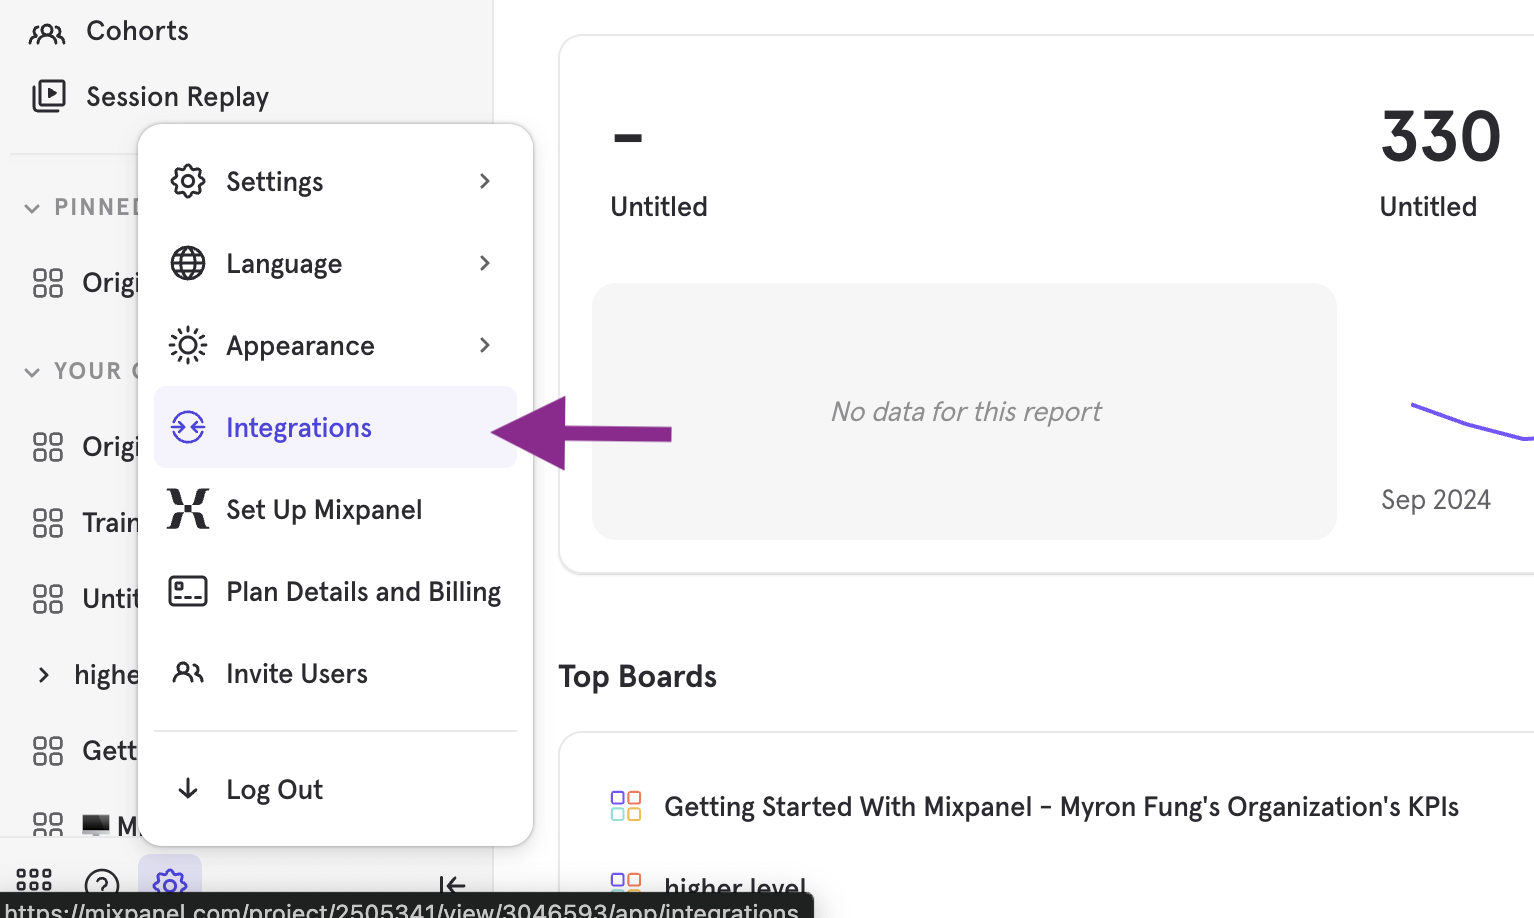 Cohorts
Session Replay
Settings
Language
Appearance
Integrations
Set Up Mixpanel
Plan Details and Billing
Invite Users
Log Out
PINNED
Origi
YOUR
Origi
Train
Untit
highe
Gett
M
-
Untitled
No data for this report
330
Untitled
Sep 2024
Top Boards
Getting Started With Mixpanel - Myron Fung's Organization's KPIs
higher level
https://mixpanel.com/project/2505341/view/3046593/app/integrations